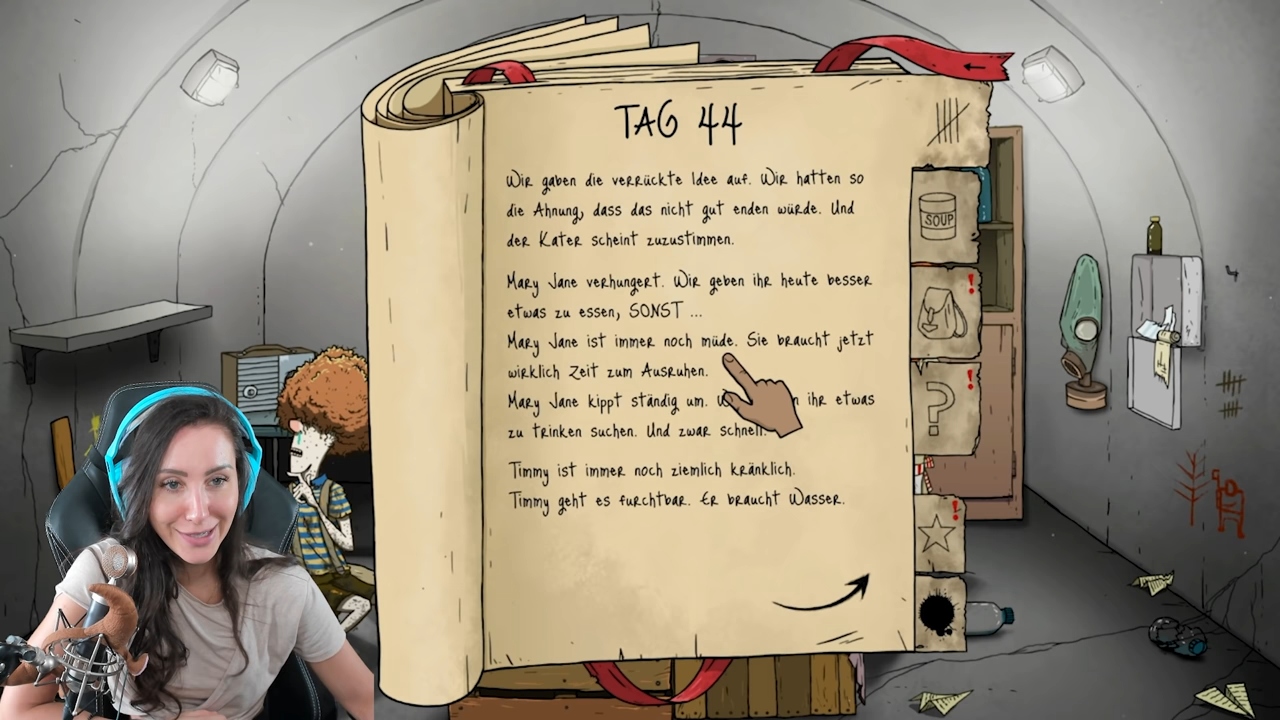 TAG 44
Wir gaben die verrückte Idee auf. Wir hatten so
die Ahnung, dass das nicht gut enden würde. Und
der Kater scheint zuzustimmen.
Mary Jane verhungert. Wir geben ihr heute besser
etwas zu essen, SONST ...
Mary Jane ist immer noch müde. Sie braucht jetzt
wirklich Zeit zum Ausruhen.
Mary Jane kippt ständig um. ihr etwas
zu trinken suchen. Und zwar schnell.
Timmy ist immer noch ziemlich kränklich.
Timmy geht es furchtbar. Er braucht Wasser.
SOUP
!
!
?
!